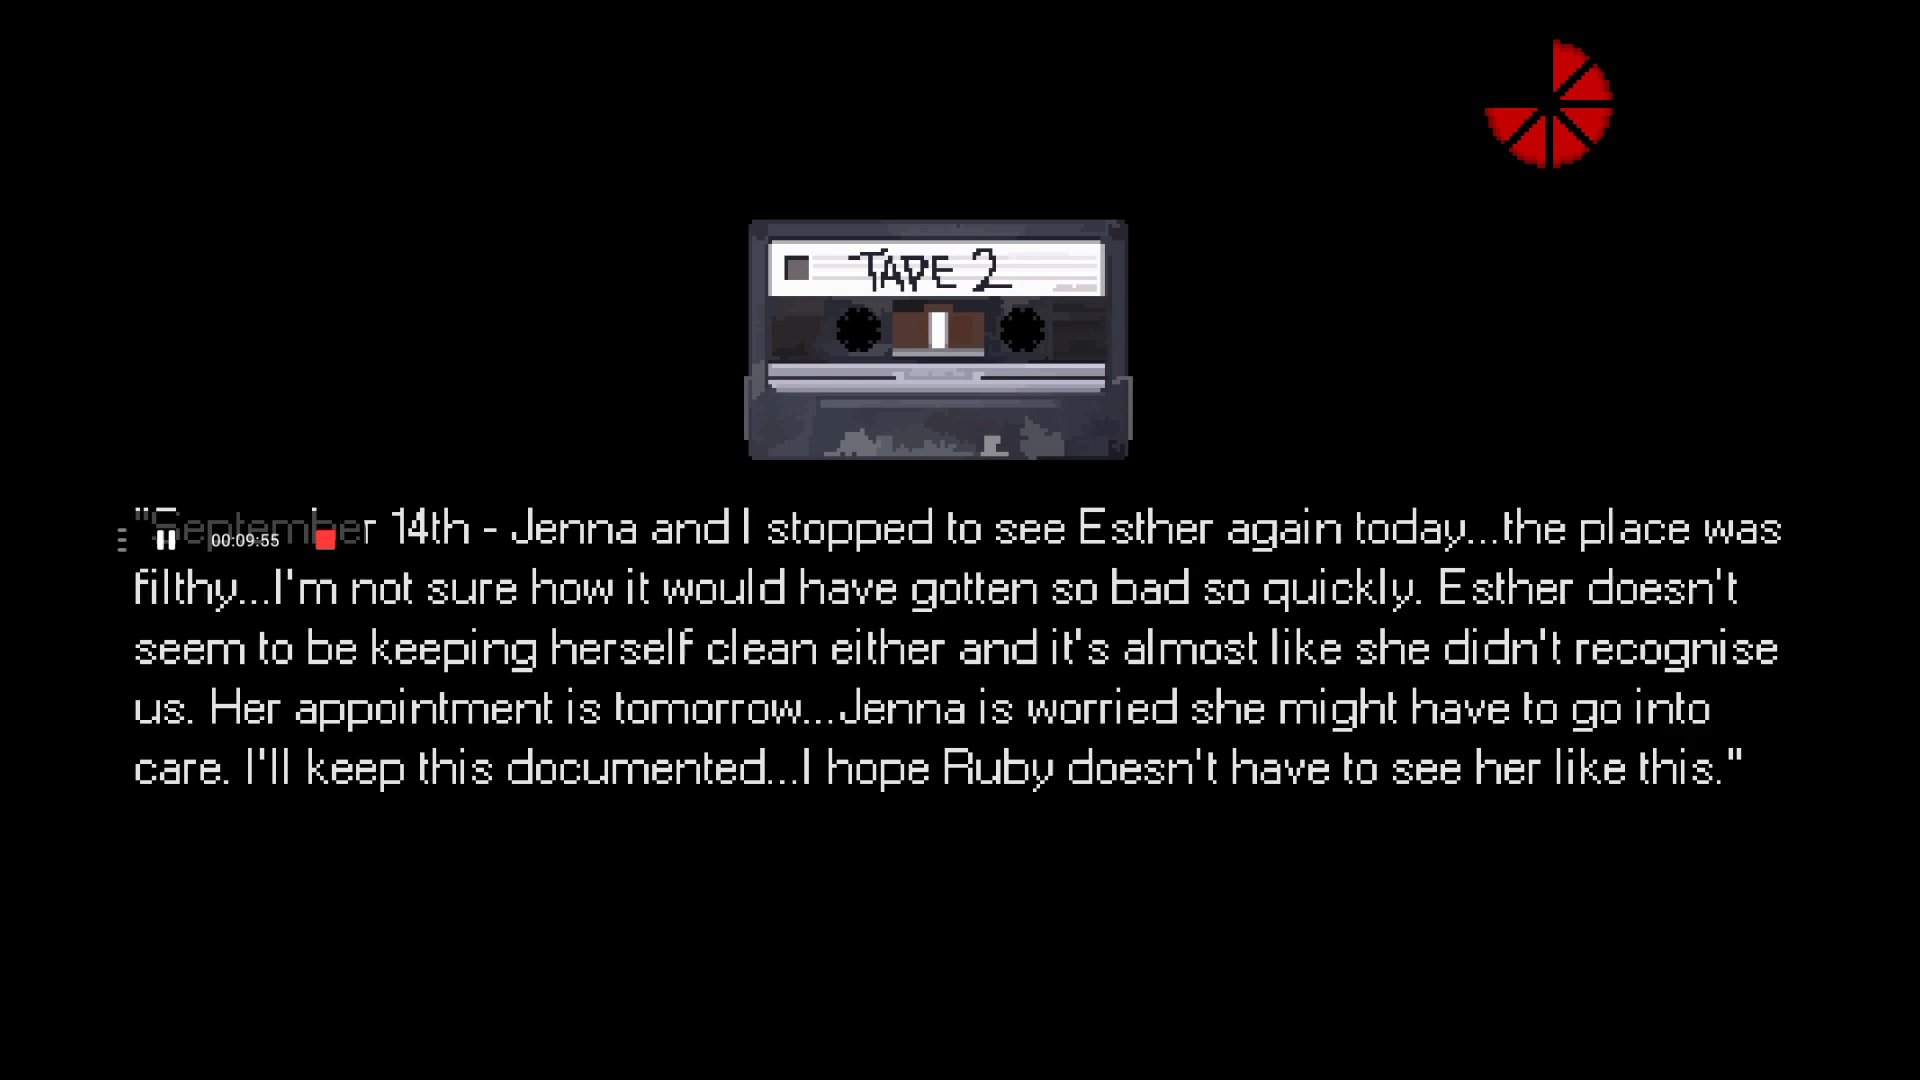 TAPE 2
"September 14th - Jenna and I stopped to see Esther again today...the place was
00:09:55
filthy...I'm not sure how it would have gotten so bad so quickly. Esther doesn't
seem to be keeping herself clean either and it's almost like she didn't recognise
us. Her appointment is tomorrow...Jenna is worried she might have to go into
care. I'll keep this documented...I hope Ruby doesn't have to see her like this."